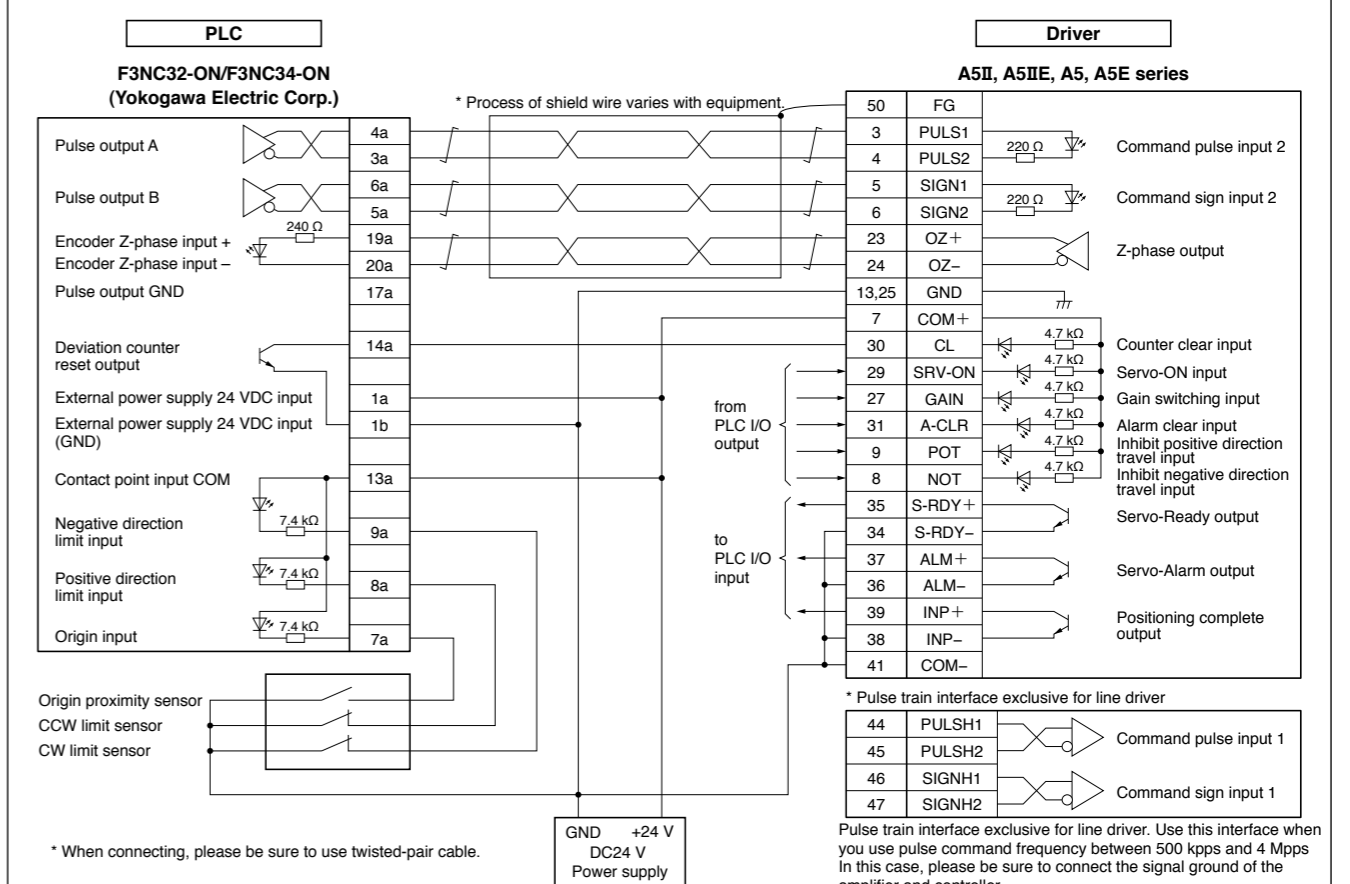 PLC
Driver
F3NC32-ON/F3NC34-ON
(Yokogawa Electric Corp.)
A5II, A5IIE, A5, A5E series
* Process of shield wire varies with equipment.
Pulse output A
4a
3a
Pulse output B
6a
5a
240 Ω
Encoder Z-phase input +
19a
Encoder Z-phase input –
20a
Pulse output GND
17a
Deviation counter
reset output
14a
External power supply 24 VDC input
1a
External power supply 24 VDC input
(GND)
1b
Contact point input COM
13a
Negative direction
limit input
7.4 kΩ
9a
Positive direction
limit input
7.4 kΩ
8a
Origin input
7.4 kΩ
7a
Origin proximity sensor
CCW limit sensor
CW limit sensor
* When connecting, please be sure to use twisted-pair cable.
GND +24 V
DC24 V
Power supply
from
PLC I/O
output
to
PLC I/O
input
50 FG
3 PULS1
4 PULS2
220 Ω
Command pulse input 2
5 SIGN1
6 SIGN2
220 Ω
Command sign input 2
23 OZ+
24 OZ–
Z-phase output
13,25 GND
7 COM+
30 CL
4.7 kΩ
Counter clear input
29 SRV-ON
4.7 kΩ
Servo-ON input
27 GAIN
4.7 kΩ
Gain switching input
31 A-CLR
4.7 kΩ
Alarm clear input
9 POT
4.7 kΩ
Inhibit positive direction
travel input
8 NOT
4.7 kΩ
Inhibit negative direction
travel input
35 S-RDY+
34 S-RDY–
Servo-Ready output
37 ALM+
36 ALM–
Servo-Alarm output
39 INP+
38 INP–
Positioning complete
output
41 COM–
* Pulse train interface exclusive for line driver
44 PULSH1
45 PULSH2
Command pulse input 1
46 SIGNH1
47 SIGNH2
Command sign input 1
Pulse train interface exclusive for line driver. Use this interface when
you use pulse command frequency between 500 kpps and 4 Mpps
In this case, please be sure to connect the signal ground of the
amplifier and controller